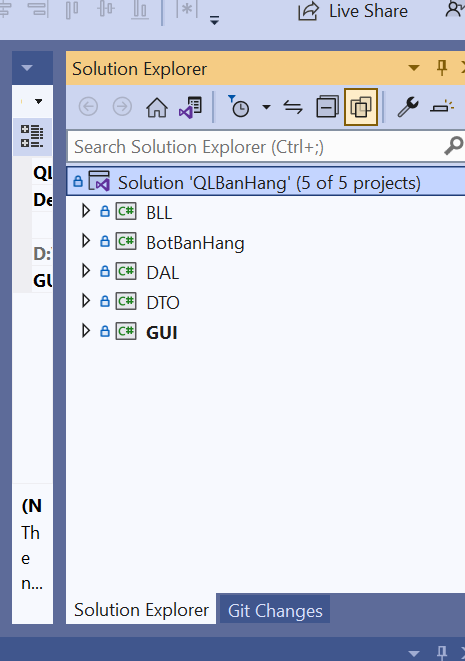 Live Share
Solution Explorer
Search Solution Explorer (Ctrl+;)
Solution 'QLBanHang' (5 of 5 projects)
C# BLL
C# BotBanHang
C# DAL
C# DTO
C# GUI
QL
De
D:
GU
(N
Th
e
n...
Solution Explorer
Git Changes